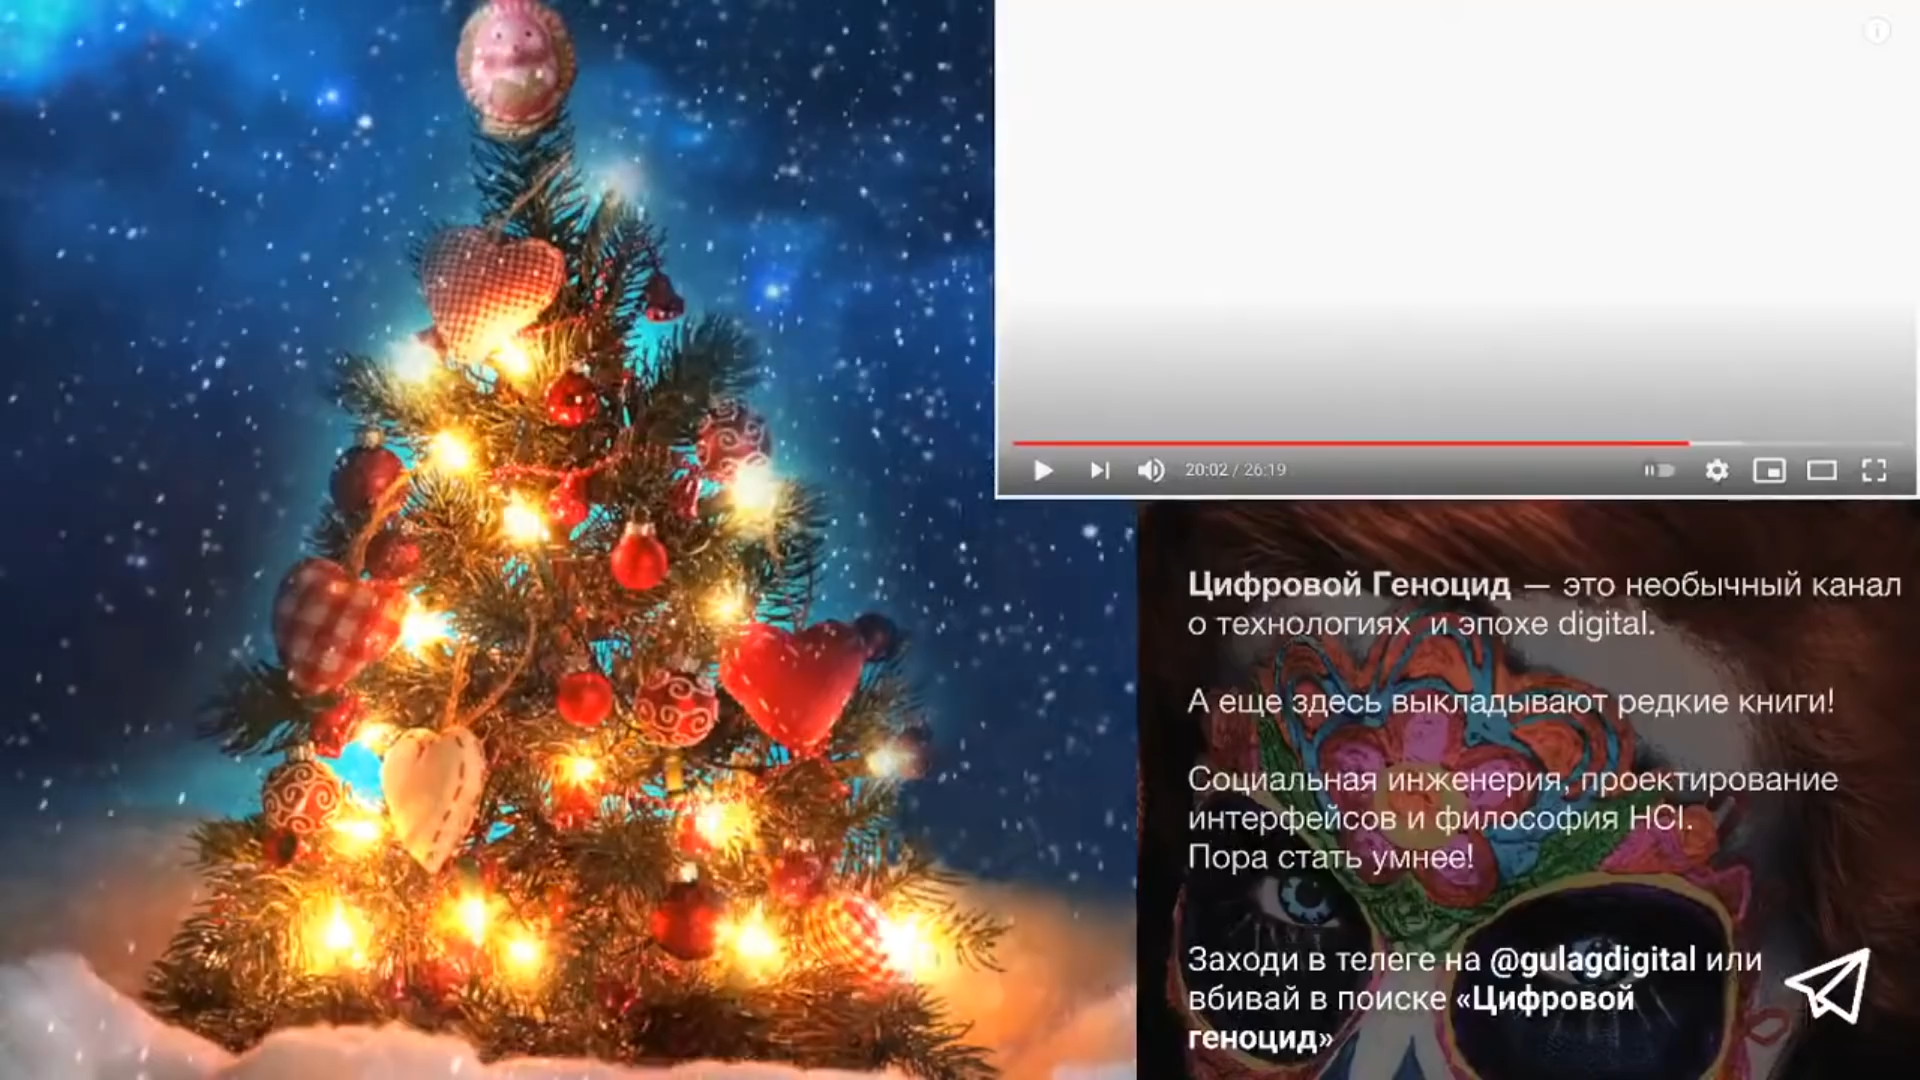 20:02 / 26:19
Цифровой Геноцид — это необычный канал
о технологиях и эпохе digital.
А еще здесь выкладывают редкие книги!
Социальная инженерия, проектирование
интерфейсов и философия HCI.
Пора стать умнее!
Заходи в телеге на @gulagdigital или
вбивай в поиске «Цифровой
геноцид»